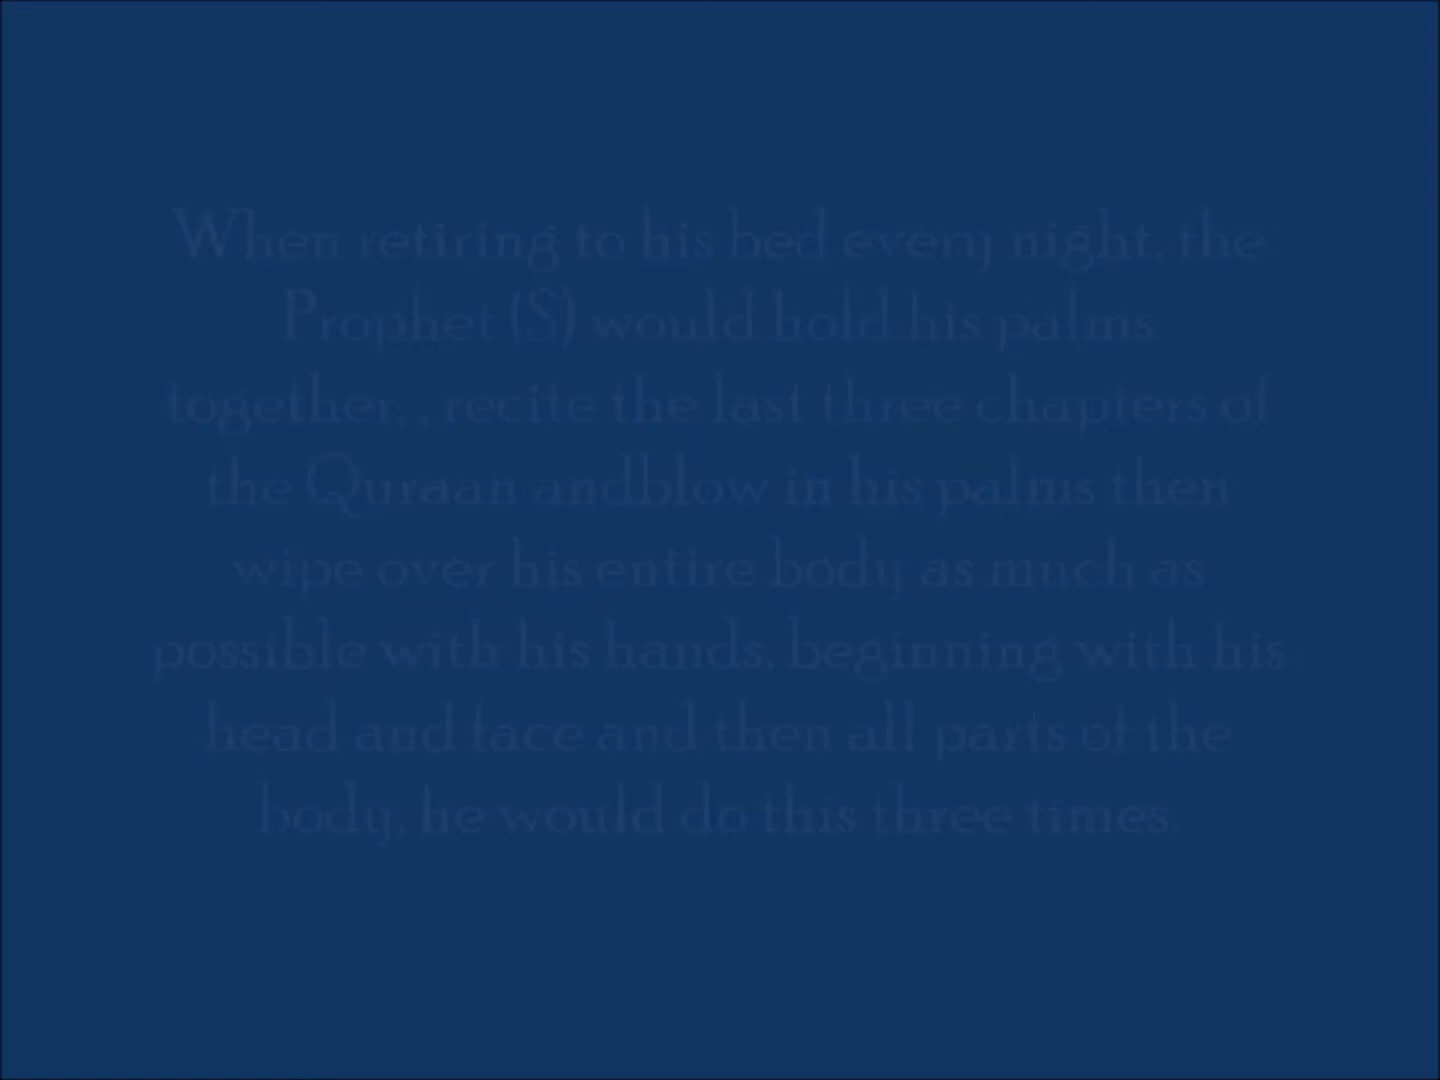 When retiring to his bed every night, the
Prophet (S) would hold his palms
together, , recite the last three chapters of
the Quraan andblow in his palms then
wipe over his entire body as much as
possible with his hands, beginning with his
head and face and then all parts of the
body, he would do this three times.